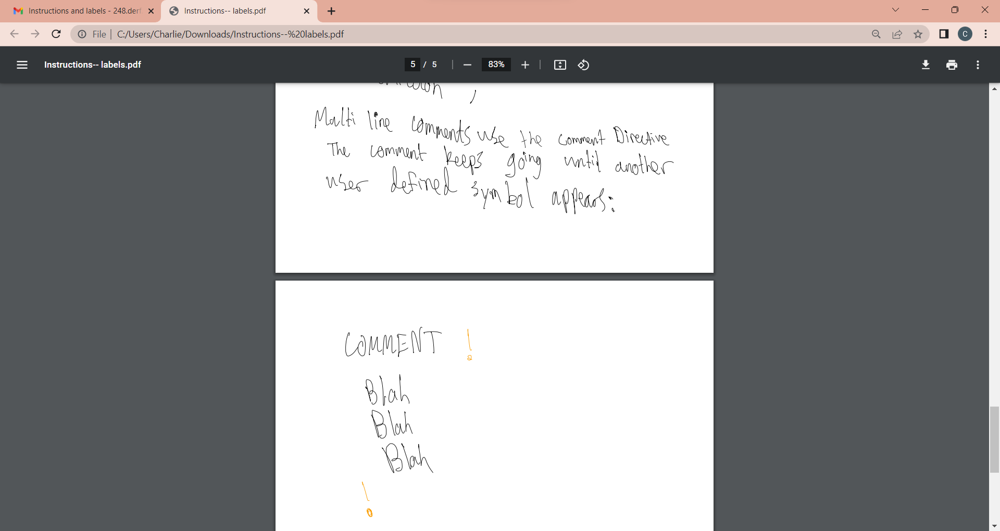 Instructions and labels - 248.derf
Instructions-- labels.pdf
File
C:/Users/Charlie/Downloads/Instructions--%20labels.pdf
C
Instructions-- labels.pdf
5 / 5
83%
Multi line comments use the comment Directive
The comment keeps going until another
user defined symbol appears:
COMMENT !
Blah
Blah
Blah
!